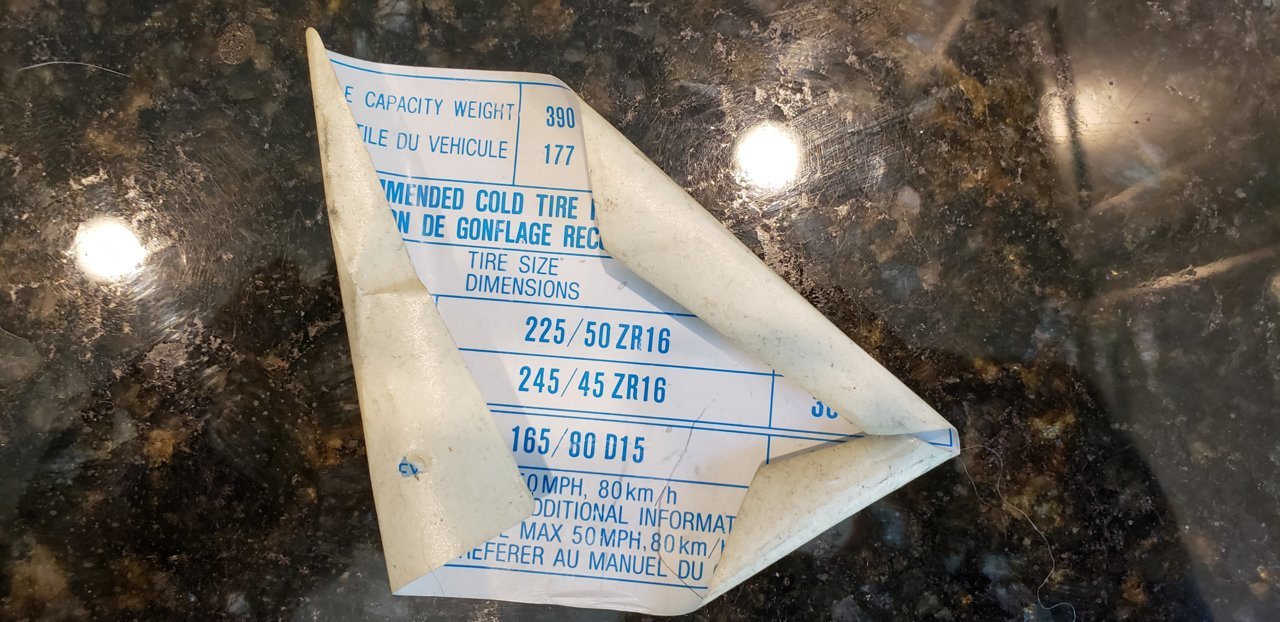 E CAPACITY WEIGHT 390
TILE DU VEHICULE 177
MMENDED COLD TIRE
ON DE GONFLAGE REC
TIRE SIZE
DIMENSIONS
225/50 ZR16
245/45 ZR16
165/80 D15
50 MPH, 80 km/h
DDITIONAL INFORMAT
MAX 50 MPH, 80 km/
REFERER AU MANUEL DU